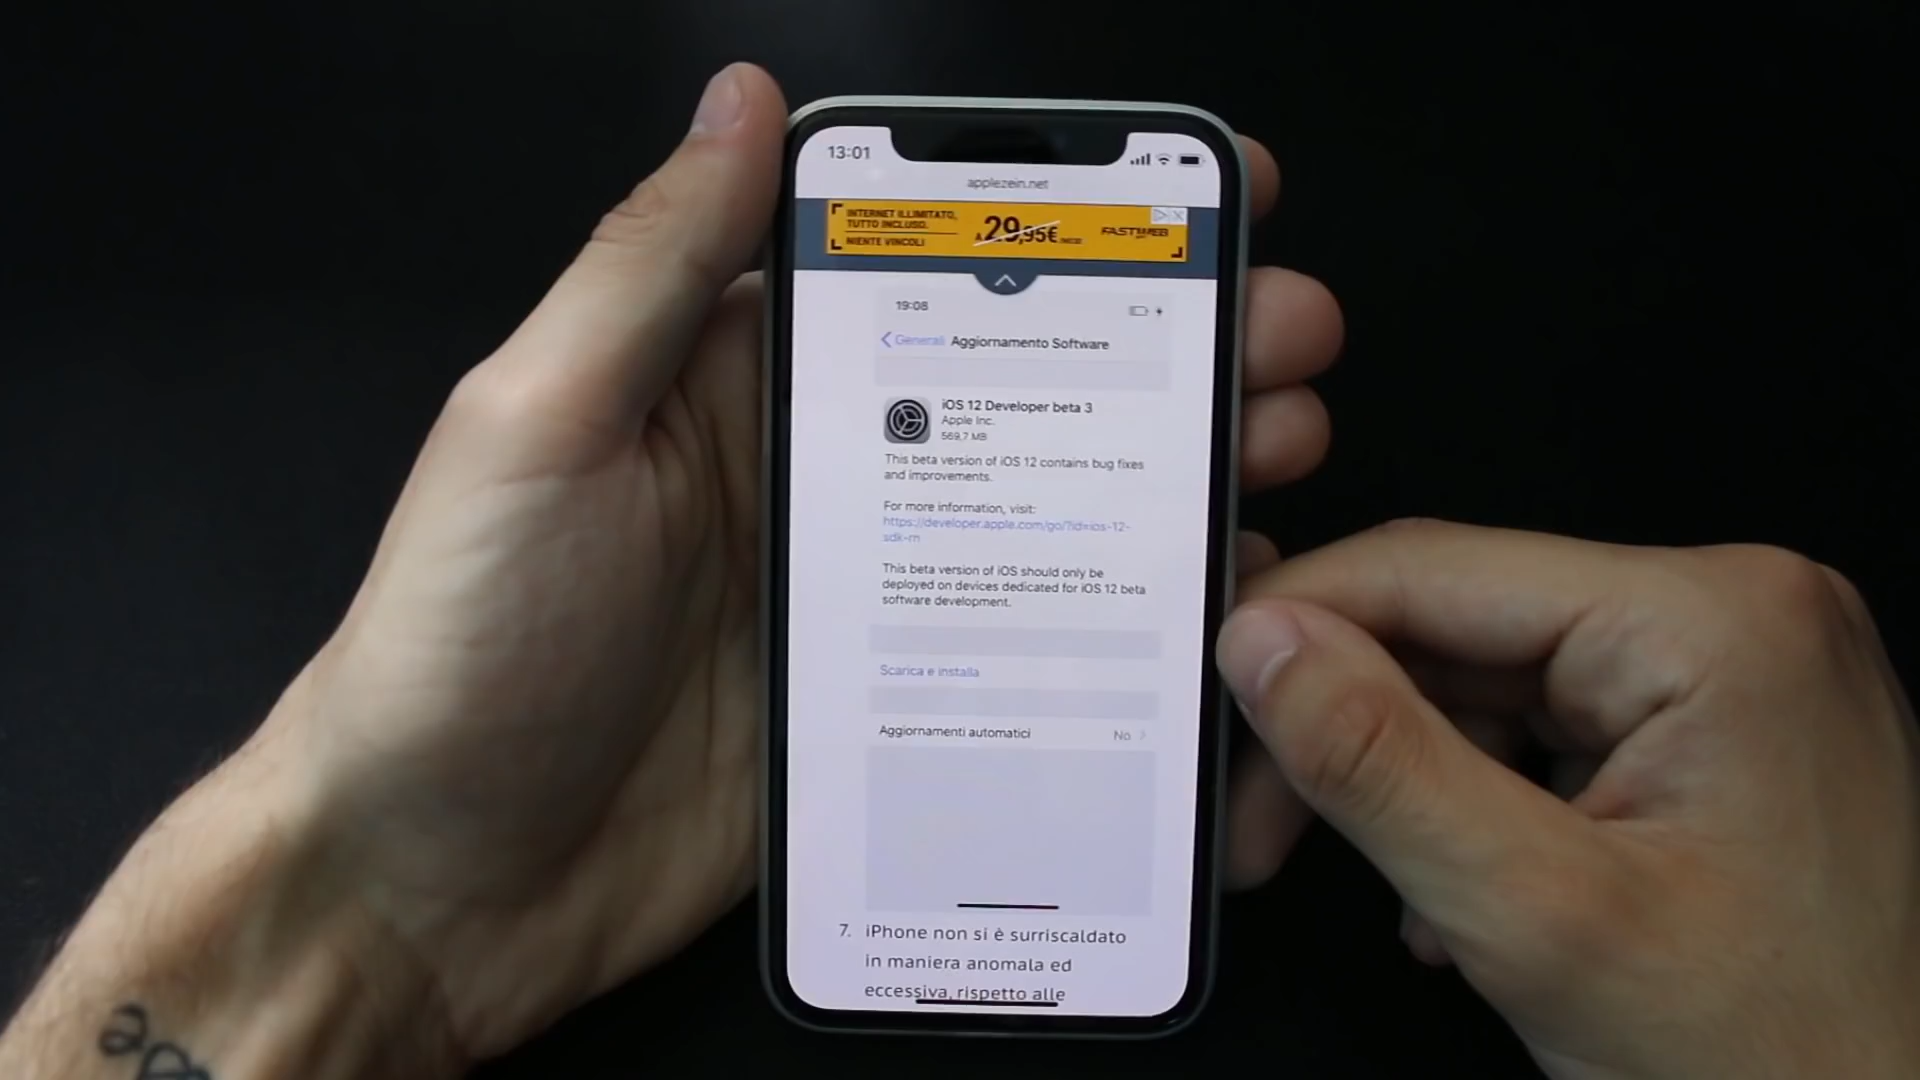 13:01
applezein.net
INTERNET ILLIMITATO,
TUTTO INCLUSO.
NIENTE VINCOLI
A 29,95€
FASTWEB
19:08
Generali Aggiornamento Software
iOS 12 Developer beta 3
Apple Inc.
569,7 MB
This beta version of iOS 12 contains bug fixes
and improvements.
For more information, visit:
https://developer.apple.com/go/?id=ios-12-
sdk-rn
This beta version of iOS should only be
deployed on devices dedicated for iOS 12 beta
software development.
Scarica e installa
Aggiornamenti automatici No
7. iPhone non si è surriscaldato
in maniera anomala ed
eccessiva, rispetto alle